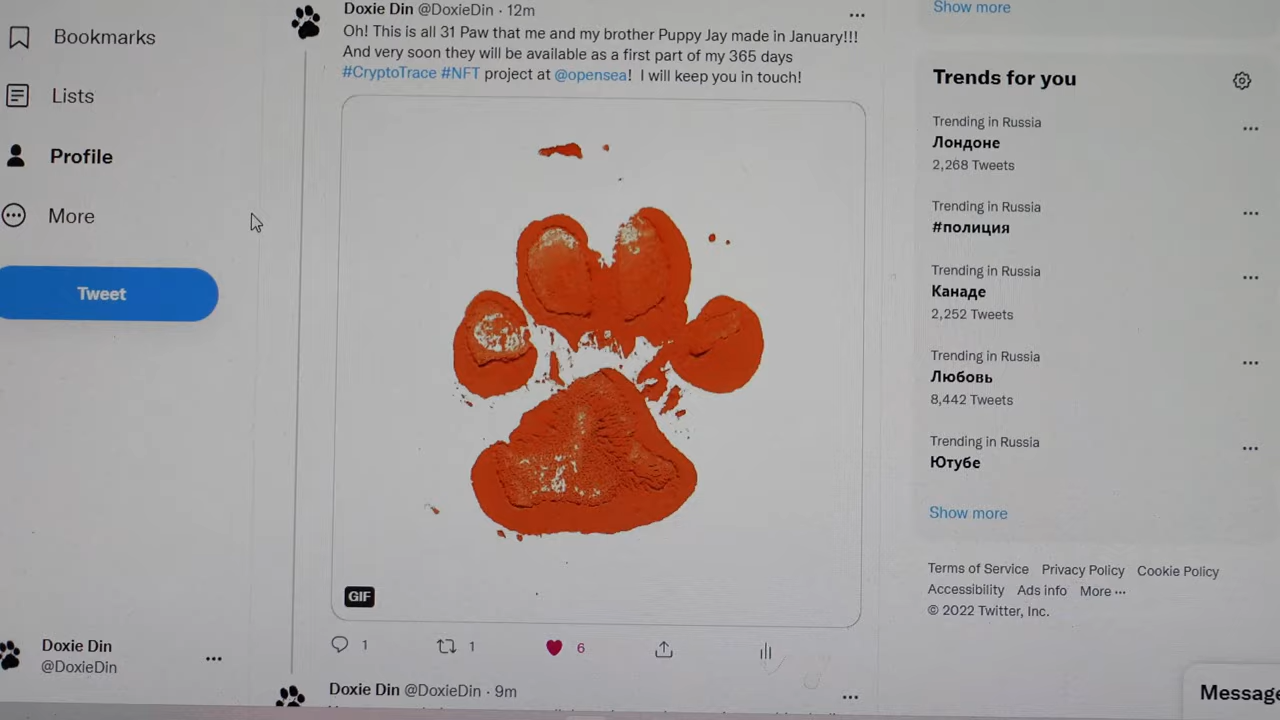 Bookmarks
Lists
Profile
More
Tweet
Doxie Din
@DoxieDin
Doxie Din @DoxieDin · 12m
Oh! This is all 31 Paw that me and my brother Puppy Jay made in January!!!
And very soon they will be available as a first part of my 365 days
#CryptoTrace #NFT project at @opensea! I will keep you in touch!
GIF
1
1
6
Doxie Din @DoxieDin · 9m
Show more
Trends for you
Trending in Russia
Лондоне
2,268 Tweets
Trending in Russia
#полиция
Trending in Russia
Канаде
2,252 Tweets
Trending in Russia
Любовь
8,442 Tweets
Trending in Russia
Ютубе
Show more
Terms of Service Privacy Policy Cookie Policy
Accessibility Ads info More ···
© 2022 Twitter, Inc.
Message